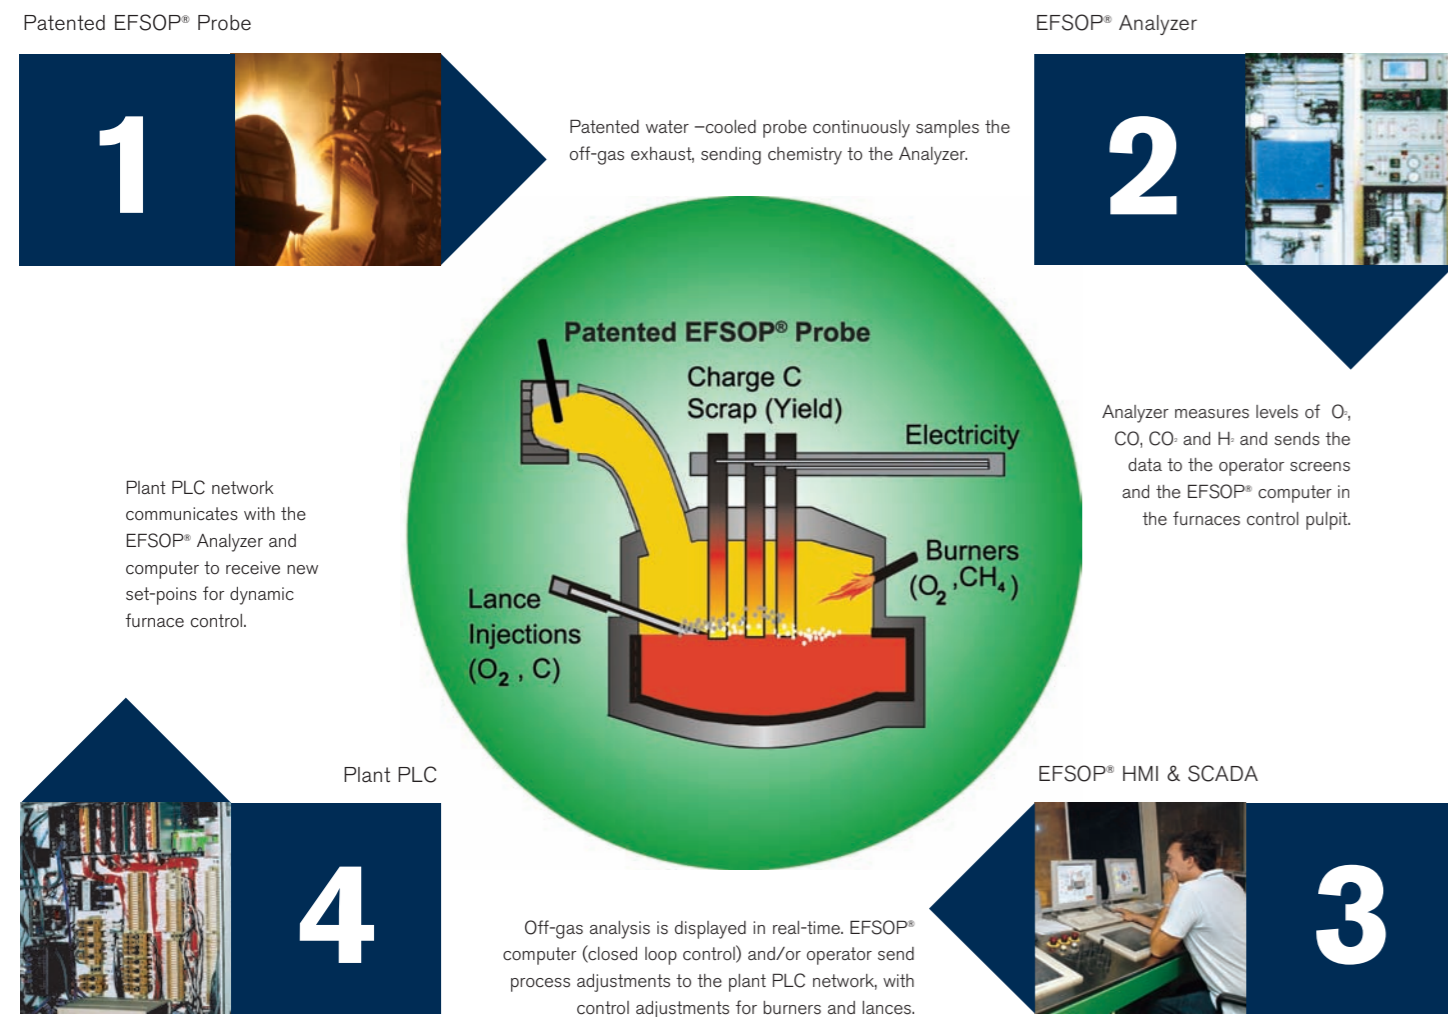 Patented EFSOP® Probe
1
Patented water –cooled probe continuously samples the
off-gas exhaust, sending chemistry to the Analyzer.
EFSOP® Analyzer
2
Analyzer measures levels of O₂,
CO, CO₂ and H₂ and sends the
data to the operator screens
and the EFSOP® computer in
the furnaces control pulpit.
Patented EFSOP® Probe
Charge C
Scrap (Yield)
Electricity
Burners
(O₂ ,CH₄ )
Lance
Injections
(O₂ , C)
EFSOP® HMI & SCADA
3
Off-gas analysis is displayed in real-time. EFSOP®
computer (closed loop control) and/or operator send
process adjustments to the plant PLC network, with
control adjustments for burners and lances.
Plant PLC
4
Plant PLC network
communicates with the
EFSOP® Analyzer and
computer to receive new
set-poins for dynamic
furnace control.